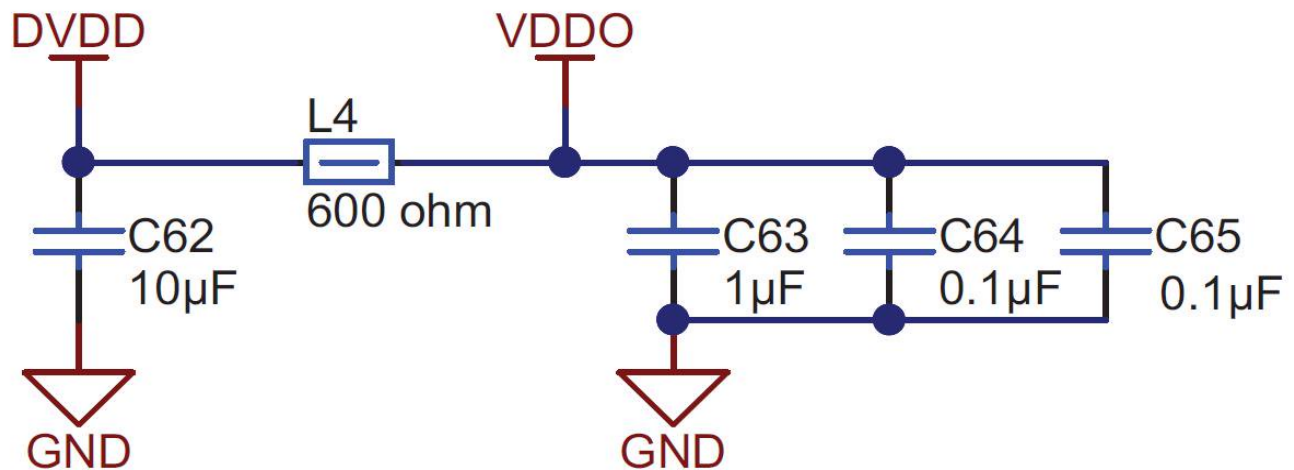 DVDD
VDDO
L4
600 ohm
C62
10µF
C63
1µF
C64
0.1µF
C65
0.1µF
GND
GND